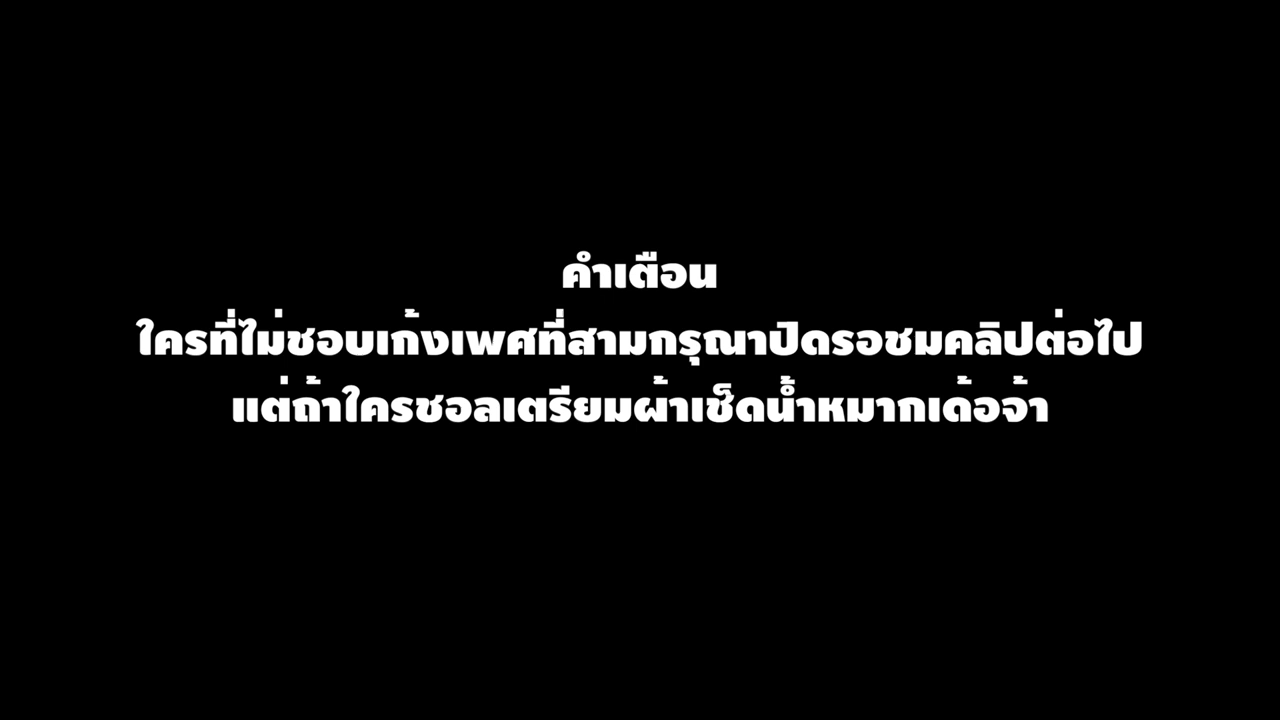 คำเตือน
ใครที่ไม่ชอบเก้งเพศที่สามกรุณาปิดรอชมคลิปต่อไป
แต่ถ้าใครชอลเตรียมผ้าเช็ดน้ำหมากเด้อจ้า